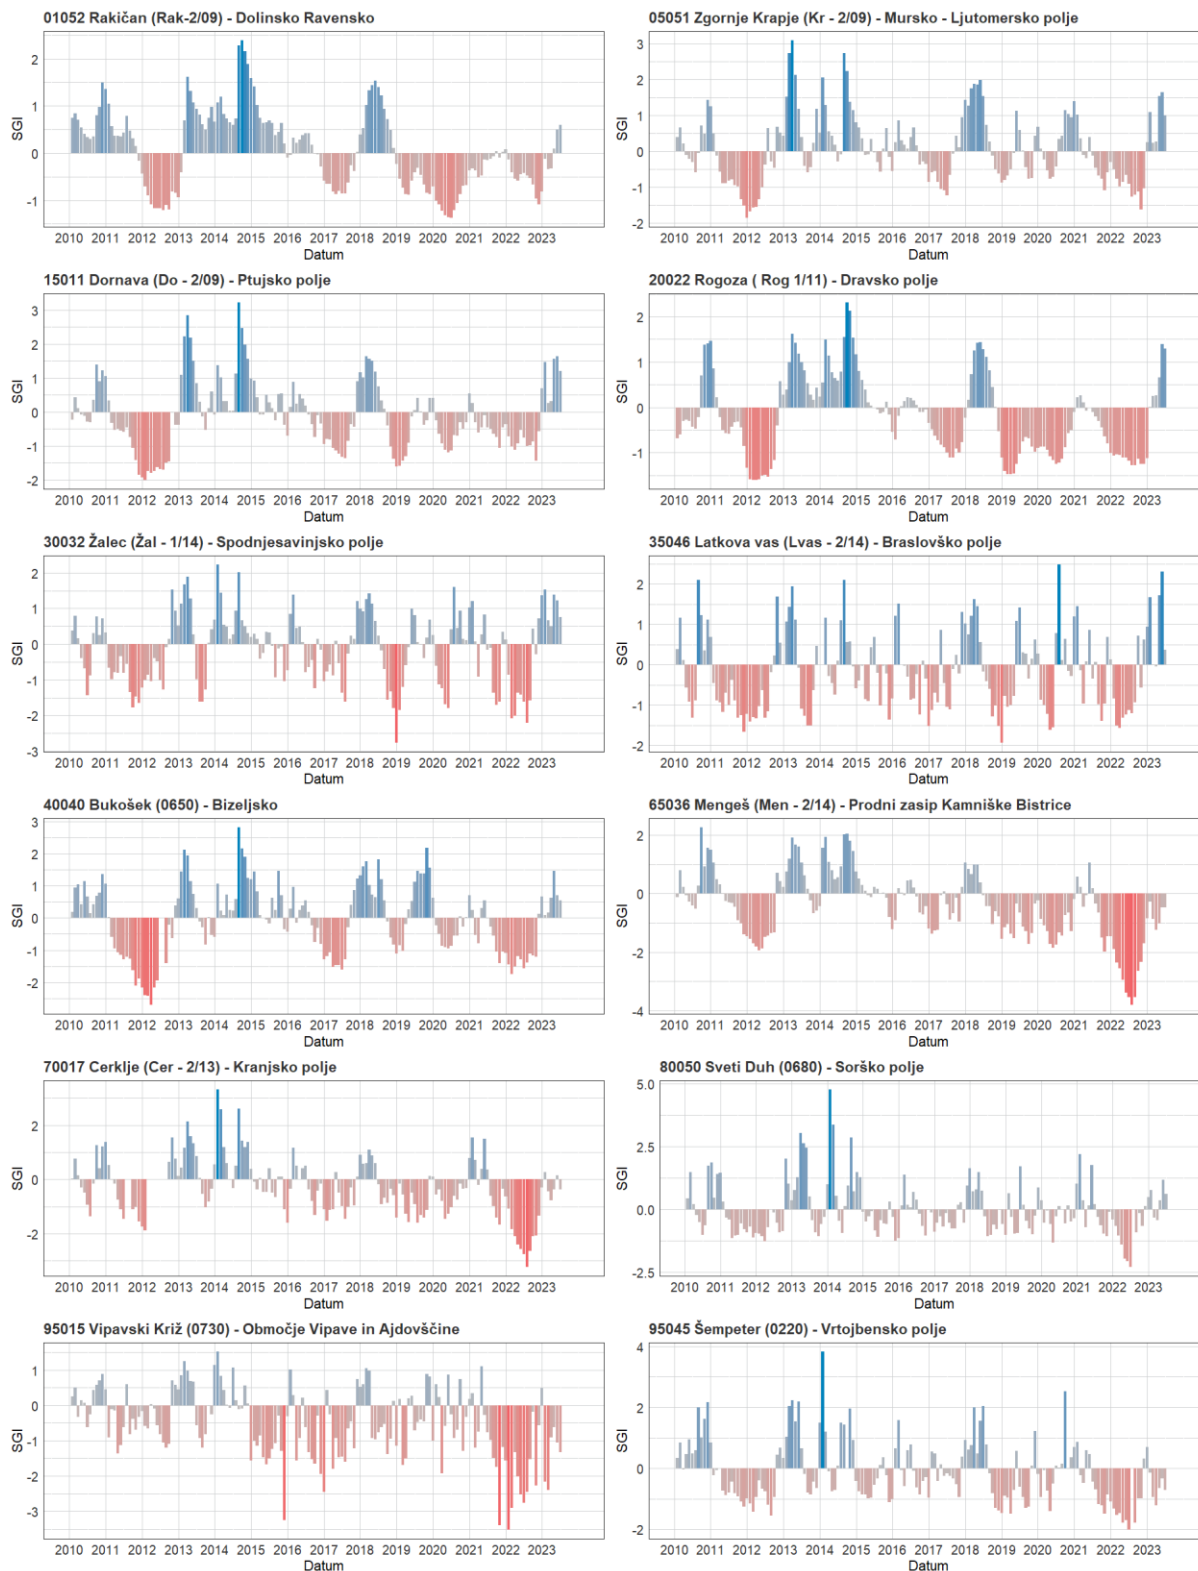 01052 Rakičan (Rak-2/09) - Dolinsko Ravensko
2
1
0
-1
SGI
2010 2011 2012 2013 2014 2015 2016 2017 2018 2019 2020 2021 2022 2023
Datum
05051 Zgornje Krapje (Kr - 2/09) - Mursko - Ljutomersko polje
3
2
1
0
-1
-2
SGI
2010 2011 2012 2013 2014 2015 2016 2017 2018 2019 2020 2021 2022 2023
Datum
15011 Dornava (Do - 2/09) - Ptujsko polje
3
2
1
0
-1
-2
SGI
2010 2011 2012 2013 2014 2015 2016 2017 2018 2019 2020 2021 2022 2023
Datum
20022 Rogoza ( Rog 1/11) - Dravsko polje
2
1
0
-1
SGI
2010 2011 2012 2013 2014 2015 2016 2017 2018 2019 2020 2021 2022 2023
Datum
30032 Žalec (Žal - 1/14) - Spodnjesavinjsko polje
2
1
0
-1
-2
-3
SGI
2010 2011 2012 2013 2014 2015 2016 2017 2018 2019 2020 2021 2022 2023
Datum
35046 Latkova vas (Lvas - 2/14) - Braslovško polje
2
1
0
-1
-2
SGI
2010 2011 2012 2013 2014 2015 2016 2017 2018 2019 2020 2021 2022 2023
Datum
40040 Bukošek (0650) - Bizeljsko
3
2
1
0
-1
-2
SGI
2010 2011 2012 2013 2014 2015 2016 2017 2018 2019 2020 2021 2022 2023
Datum
65036 Mengeš (Men - 2/14) - Prodni zasip Kamniške Bistrice
2
0
-2
-4
SGI
2010 2011 2012 2013 2014 2015 2016 2017 2018 2019 2020 2021 2022 2023
Datum
70017 Cerklje (Cer - 2/13) - Kranjsko polje
2
0
-2
SGI
2010 2011 2012 2013 2014 2015 2016 2017 2018 2019 2020 2021 2022 2023
Datum
80050 Sveti Duh (0680) - Sorško polje
5.0
2.5
0.0
-2.5
SGI
2010 2011 2012 2013 2014 2015 2016 2017 2018 2019 2020 2021 2022 2023
Datum
95015 Vipavski Križ (0730) - Območje Vipave in Ajdovščine
1
0
-1
-2
-3
SGI
2010 2011 2012 2013 2014 2015 2016 2017 2018 2019 2020 2021 2022 2023
Datum
95045 Šempeter (0220) - Vrtojbensko polje
4
2
0
-2
SGI
2010 2011 2012 2013 2014 2015 2016 2017 2018 2019 2020 2021 2022 2023
Datum